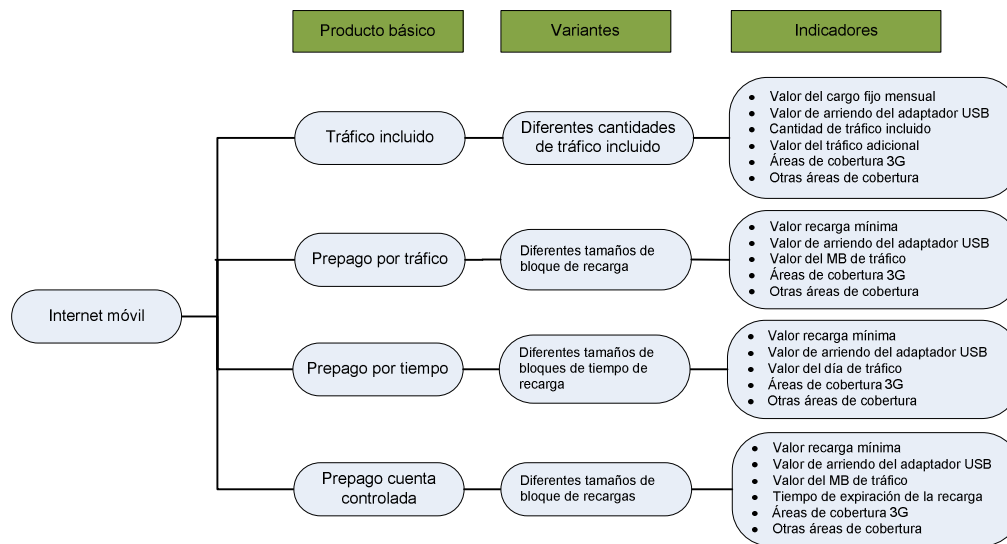 Producto básico
Variantes
Indicadores
Internet móvil
Tráfico incluido
Diferentes cantidades
de tráfico incluido
• Valor del cargo fijo mensual
• Valor de arriendo del adaptador USB
• Cantidad de tráfico incluido
• Valor del tráfico adicional
• Áreas de cobertura 3G
• Otras áreas de cobertura
Prepago por tráfico
Diferentes tamaños de
bloque de recarga
• Valor recarga mínima
• Valor de arriendo del adaptador USB
• Valor del MB de tráfico
• Áreas de cobertura 3G
• Otras áreas de cobertura
Prepago por tiempo
Diferentes tamaños de
bloques de tiempo de
recarga
• Valor recarga mínima
• Valor de arriendo del adaptador USB
• Valor del día de tráfico
• Áreas de cobertura 3G
• Otras áreas de cobertura
Prepago cuenta
controlada
Diferentes tamaños de
bloque de recargas
• Valor recarga mínima
• Valor de arriendo del adaptador USB
• Valor del MB de tráfico
• Tiempo de expiración de la recarga
• Áreas de cobertura 3G
• Otras áreas de cobertura